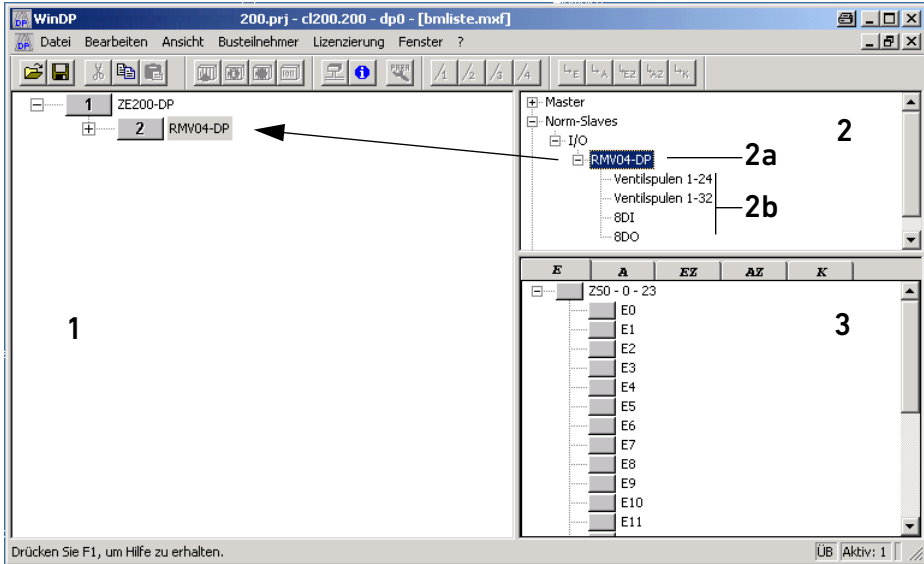 WinDP 200.prj - cl200.200 - dp0 - [bmliste.mxf]
Datei Bearbeiten Ansicht Busteilnehmer Lizenzierung Fenster ?
1 ZE200-DP
2 RMV04-DP
1
Master
Norm-Slaves
I/O
RMV04-DP
Ventilspulen 1-24
Ventilspulen 1-32
8DI
8DO
2
2a
2b
E A EZ AZ K
ZS0 - 0 - 23
E0
E1
E2
E3
E4
E5
E6
E7
E8
E9
E10
E11
3
Drücken Sie F1, um Hilfe zu erhalten. ÜB Aktiv: 1